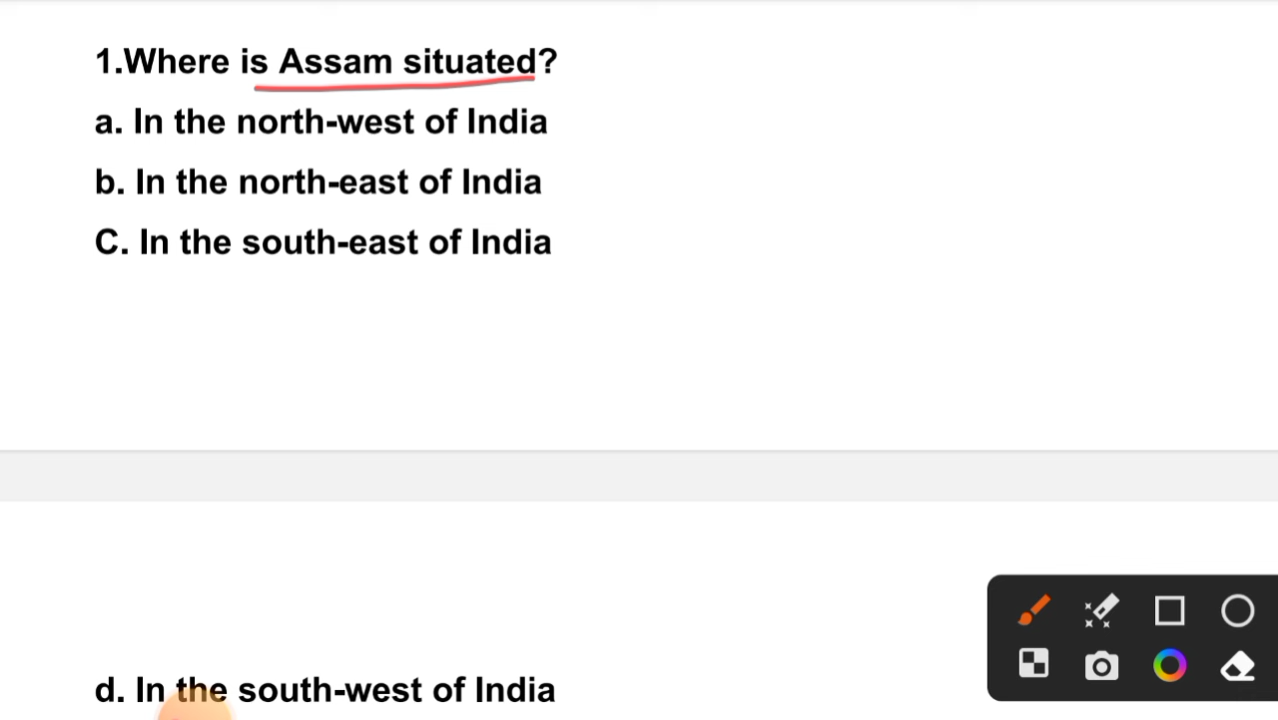 1.Where is Assam situated?
a. In the north-west of India
b. In the north-east of India
C. In the south-east of India
d. In the south-west of India